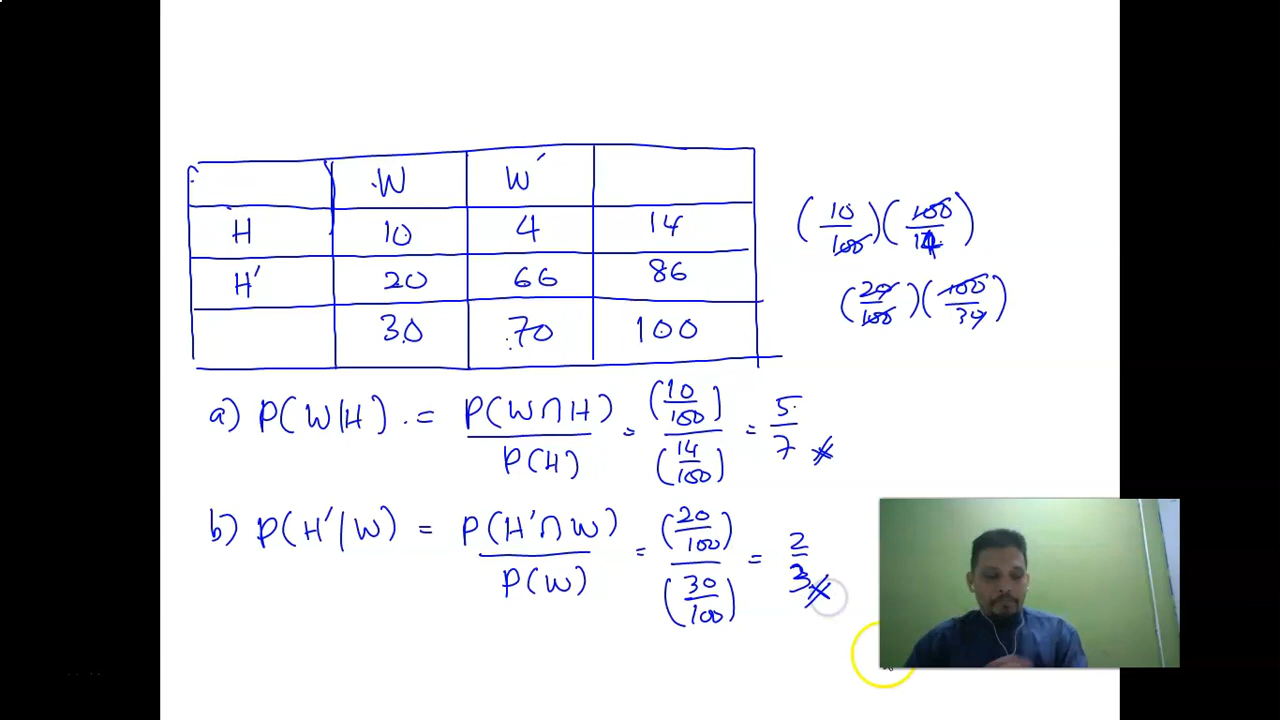 W W′
H 10 4 14
H′ 20 66 86
30 70 100
(10/100)(100/14)
(20/100)(100/30)
a) P(W|H) = P(W∩H)/P(H) = (10/100)/(14/100) = 5/7
b) P(H′|W) = P(H′∩W)/P(W) = (20/100)/(30/100) = 2/3